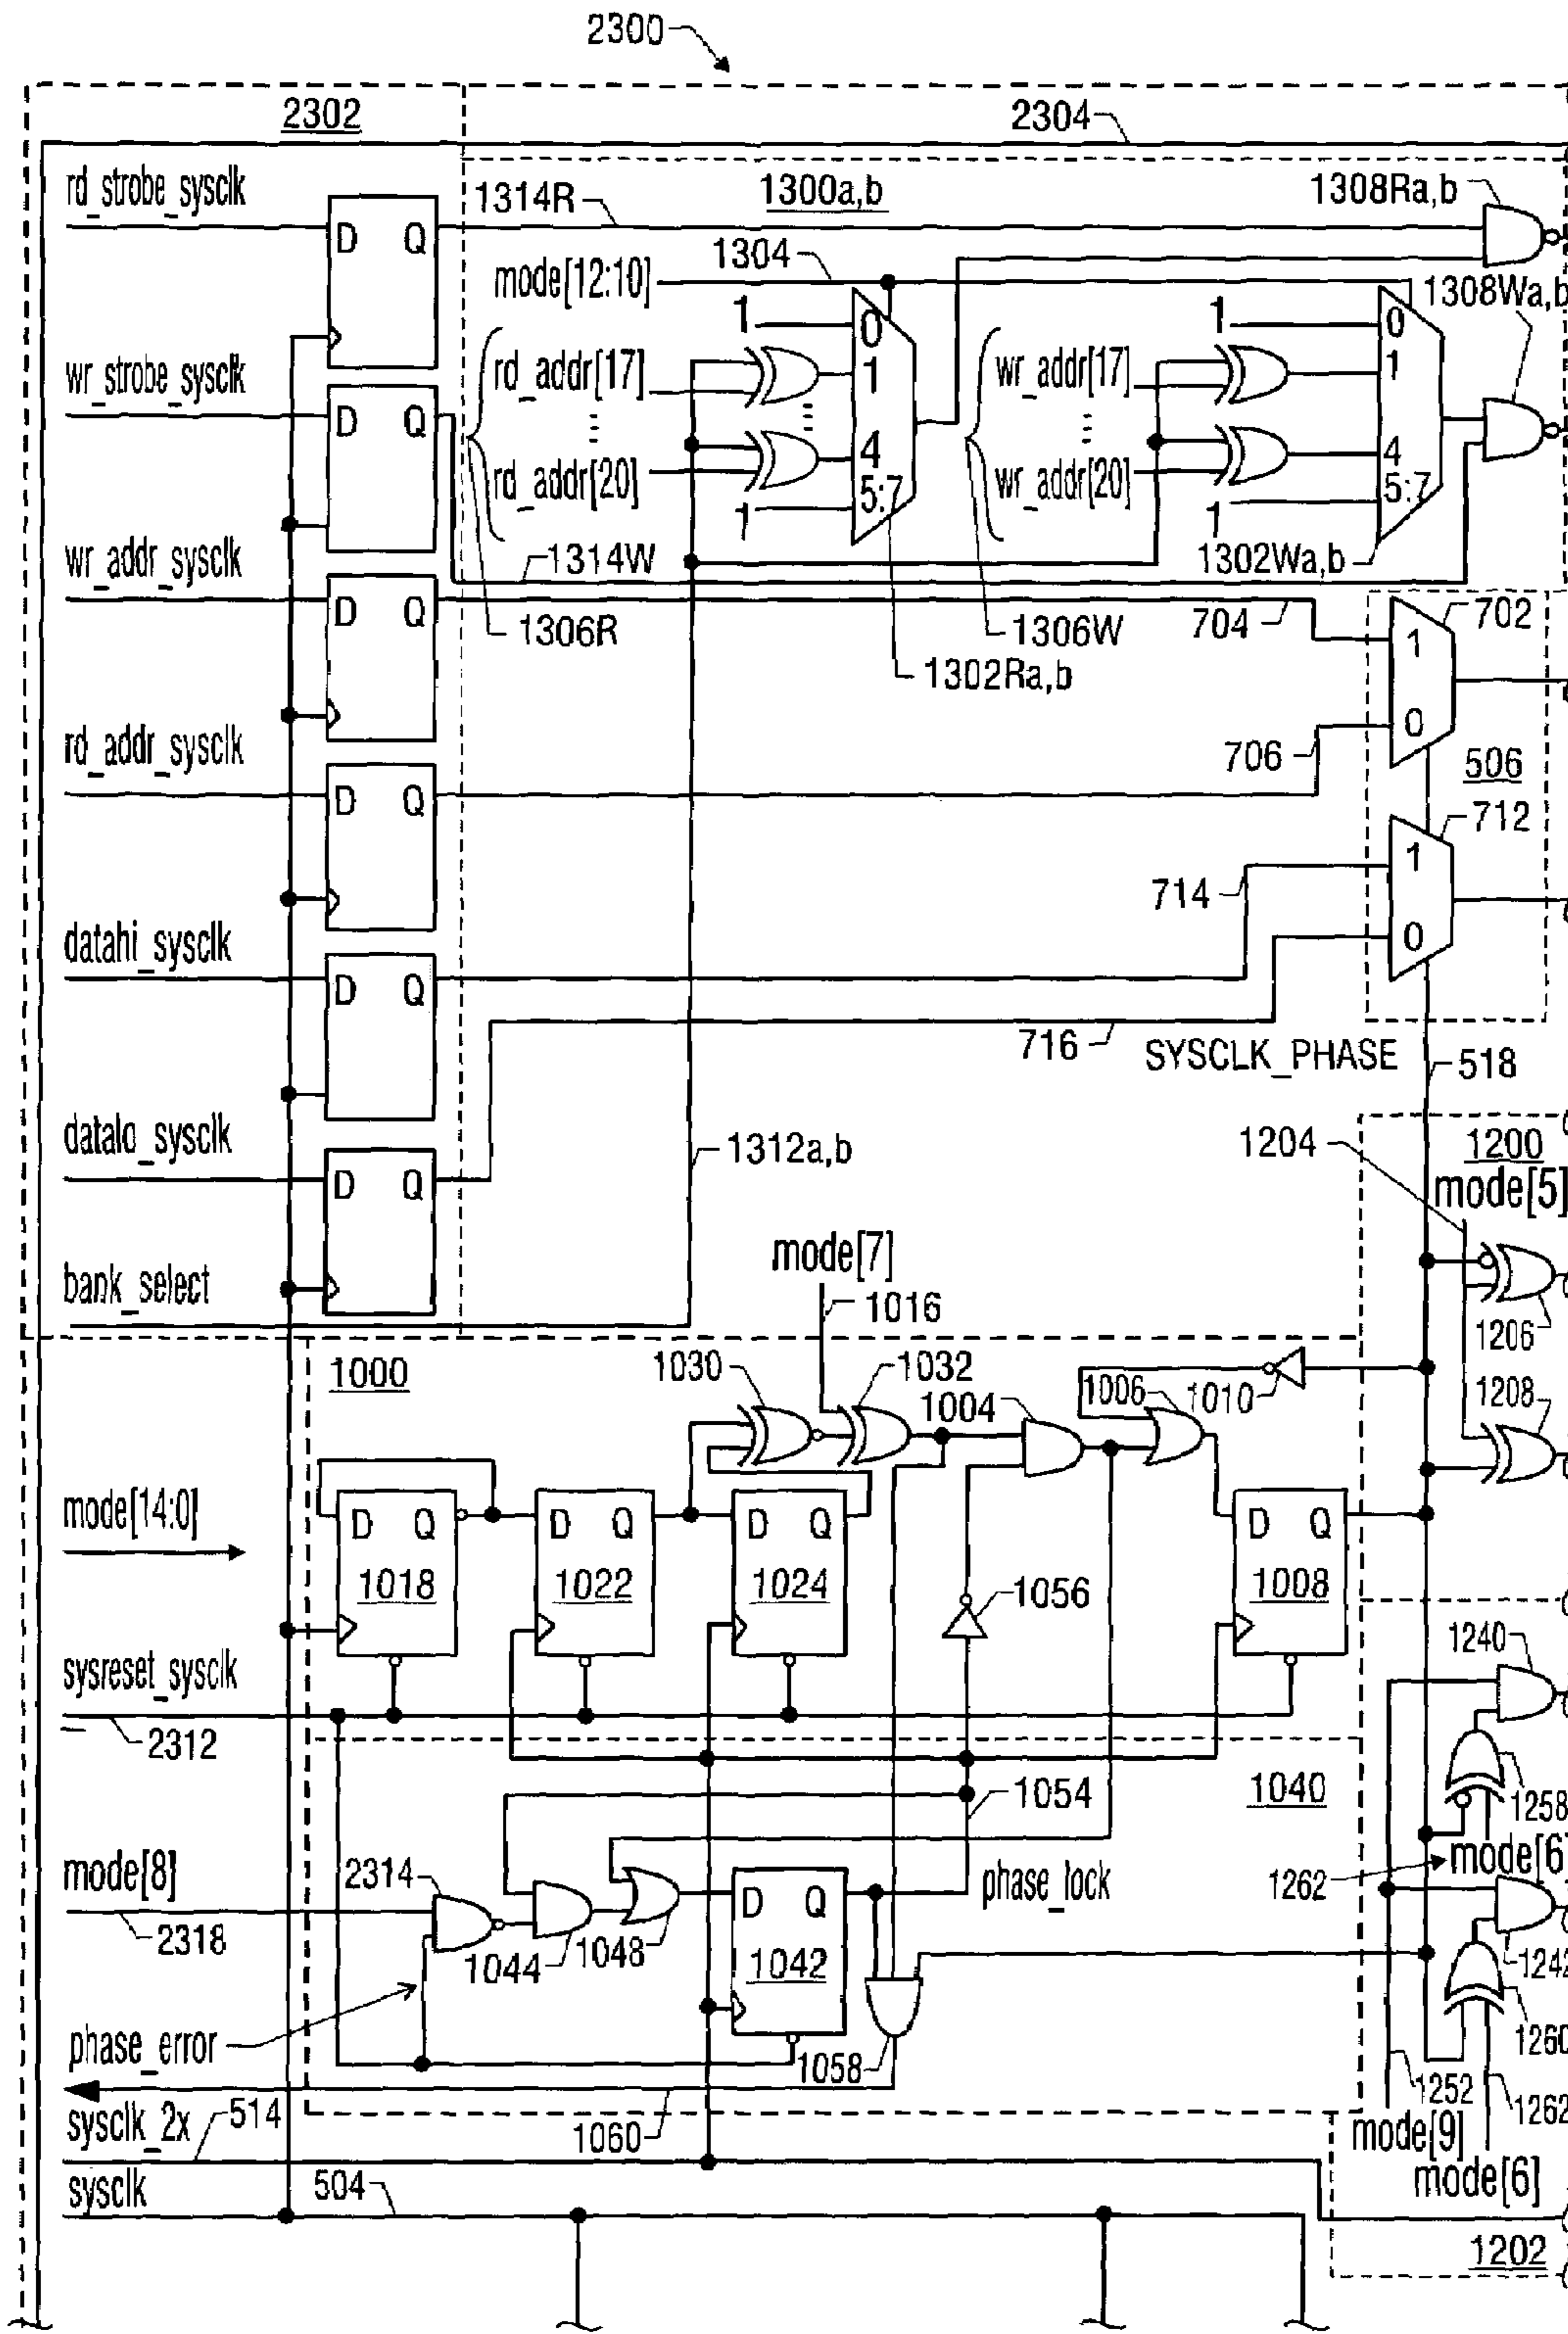 2300
2302
2304
rd_strobe_sysclk
D Q
1314R
1300a,b
1308Ra,b
mode[12:10]
1304
1308Wa,b
1
0
1
0
rd_addr[17]
1
wr_addr[17]
1
wr_strobe_sysclk
D Q
rd_addr[20]
4
wr_addr[20]
4
5:7
5:7
1
1
1314W
1302Wa,b
wr_addr_sysclk
D Q
1306R
1306W
704
702
1302Ra,b
1
0
rd_addr_sysclk
D Q
706
506
712
1
0
714
datahi_sysclk
D Q
716
SYSCLK_PHASE
518
datalo_sysclk
D Q
1312a,b
1204
1200
mode[5]
bank_select
mode[7]
1016
1206
1000
1030
1032
1004
1006
1010
1208
mode[14:0]
D Q
1018
D Q
1022
D Q
1024
1056
D Q
1008
1240
sysreset_sysclk
2312
1054
1040
1258
mode[8]
2314
phase_lock
1262
mode[6]
2318
1044
1048
D Q
1042
1242
phase_error
1058
1260
1252
1262
sysclk_2x
514
1060
mode[9]
mode[6]
sysclk
504
1202